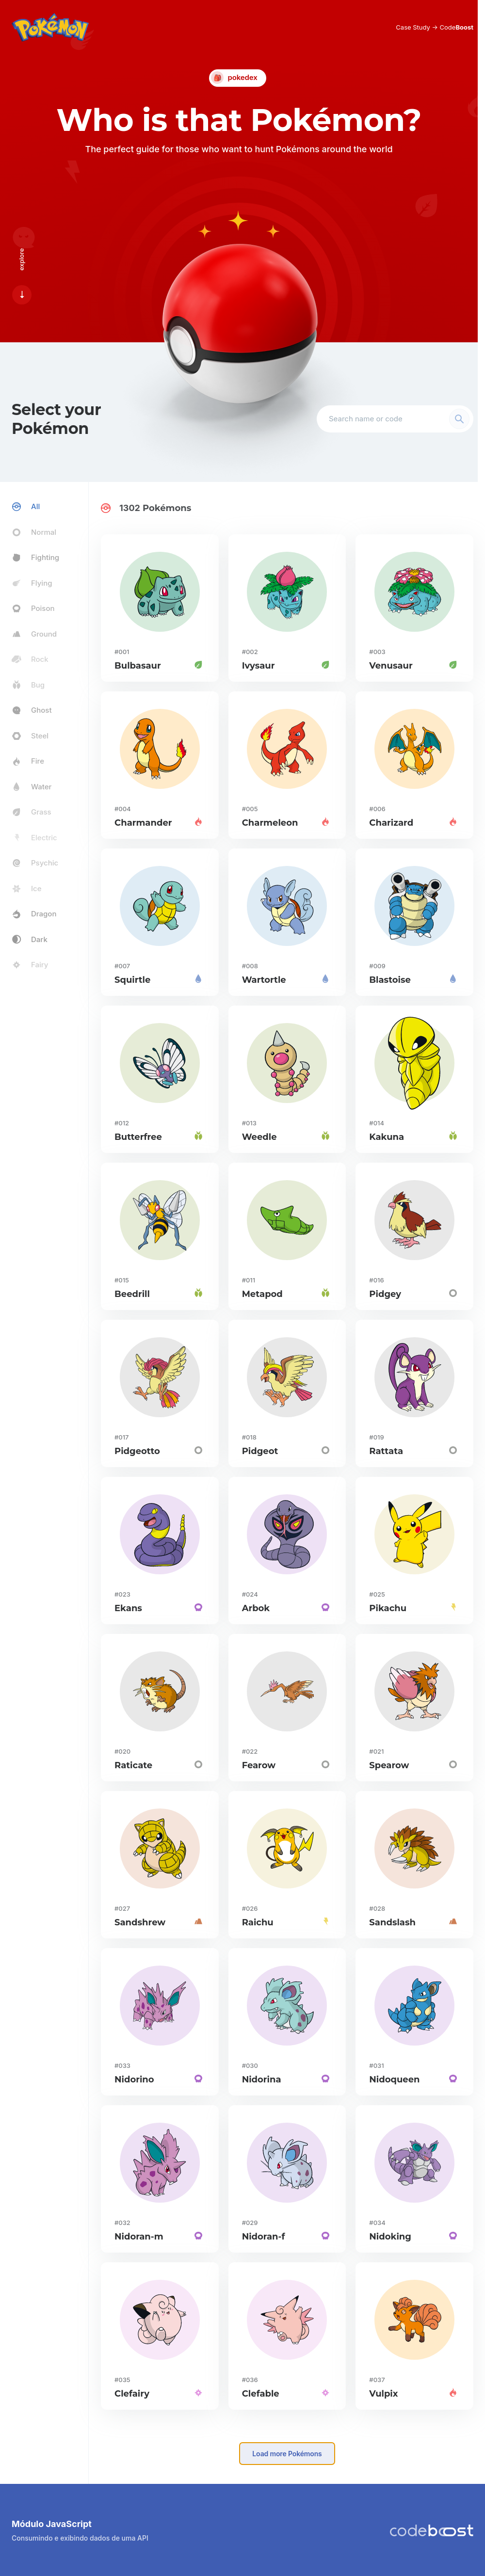 Pokémon
Case Study → CodeBoost
pokedex
Who is that Pokémon?
The perfect guide for those who want to hunt Pokémons around the world
explore
Select your
Pokémon
Search name or code
All
Normal
Fighting
Flying
Poison
Ground
Rock
Bug
Ghost
Steel
Fire
Water
Grass
Electric
Psychic
Ice
Dragon
Dark
Fairy
1302 Pokémons
#001
Bulbasaur
#002
Ivysaur
#003
Venusaur
#004
Charmander
#005
Charmeleon
#006
Charizard
#007
Squirtle
#008
Wartortle
#009
Blastoise
#012
Butterfree
#013
Weedle
#014
Kakuna
#015
Beedrill
#011
Metapod
#016
Pidgey
#017
Pidgeotto
#018
Pidgeot
#019
Rattata
#023
Ekans
#024
Arbok
#025
Pikachu
#020
Raticate
#022
Fearow
#021
Spearow
#027
Sandshrew
#026
Raichu
#028
Sandslash
#033
Nidorino
#030
Nidorina
#031
Nidoqueen
#032
Nidoran-m
#029
Nidoran-f
#034
Nidoking
#035
Clefairy
#036
Clefable
#037
Vulpix
Load more Pokémons
Módulo JavaScript
Consumindo e exibindo dados de uma API
codeboost